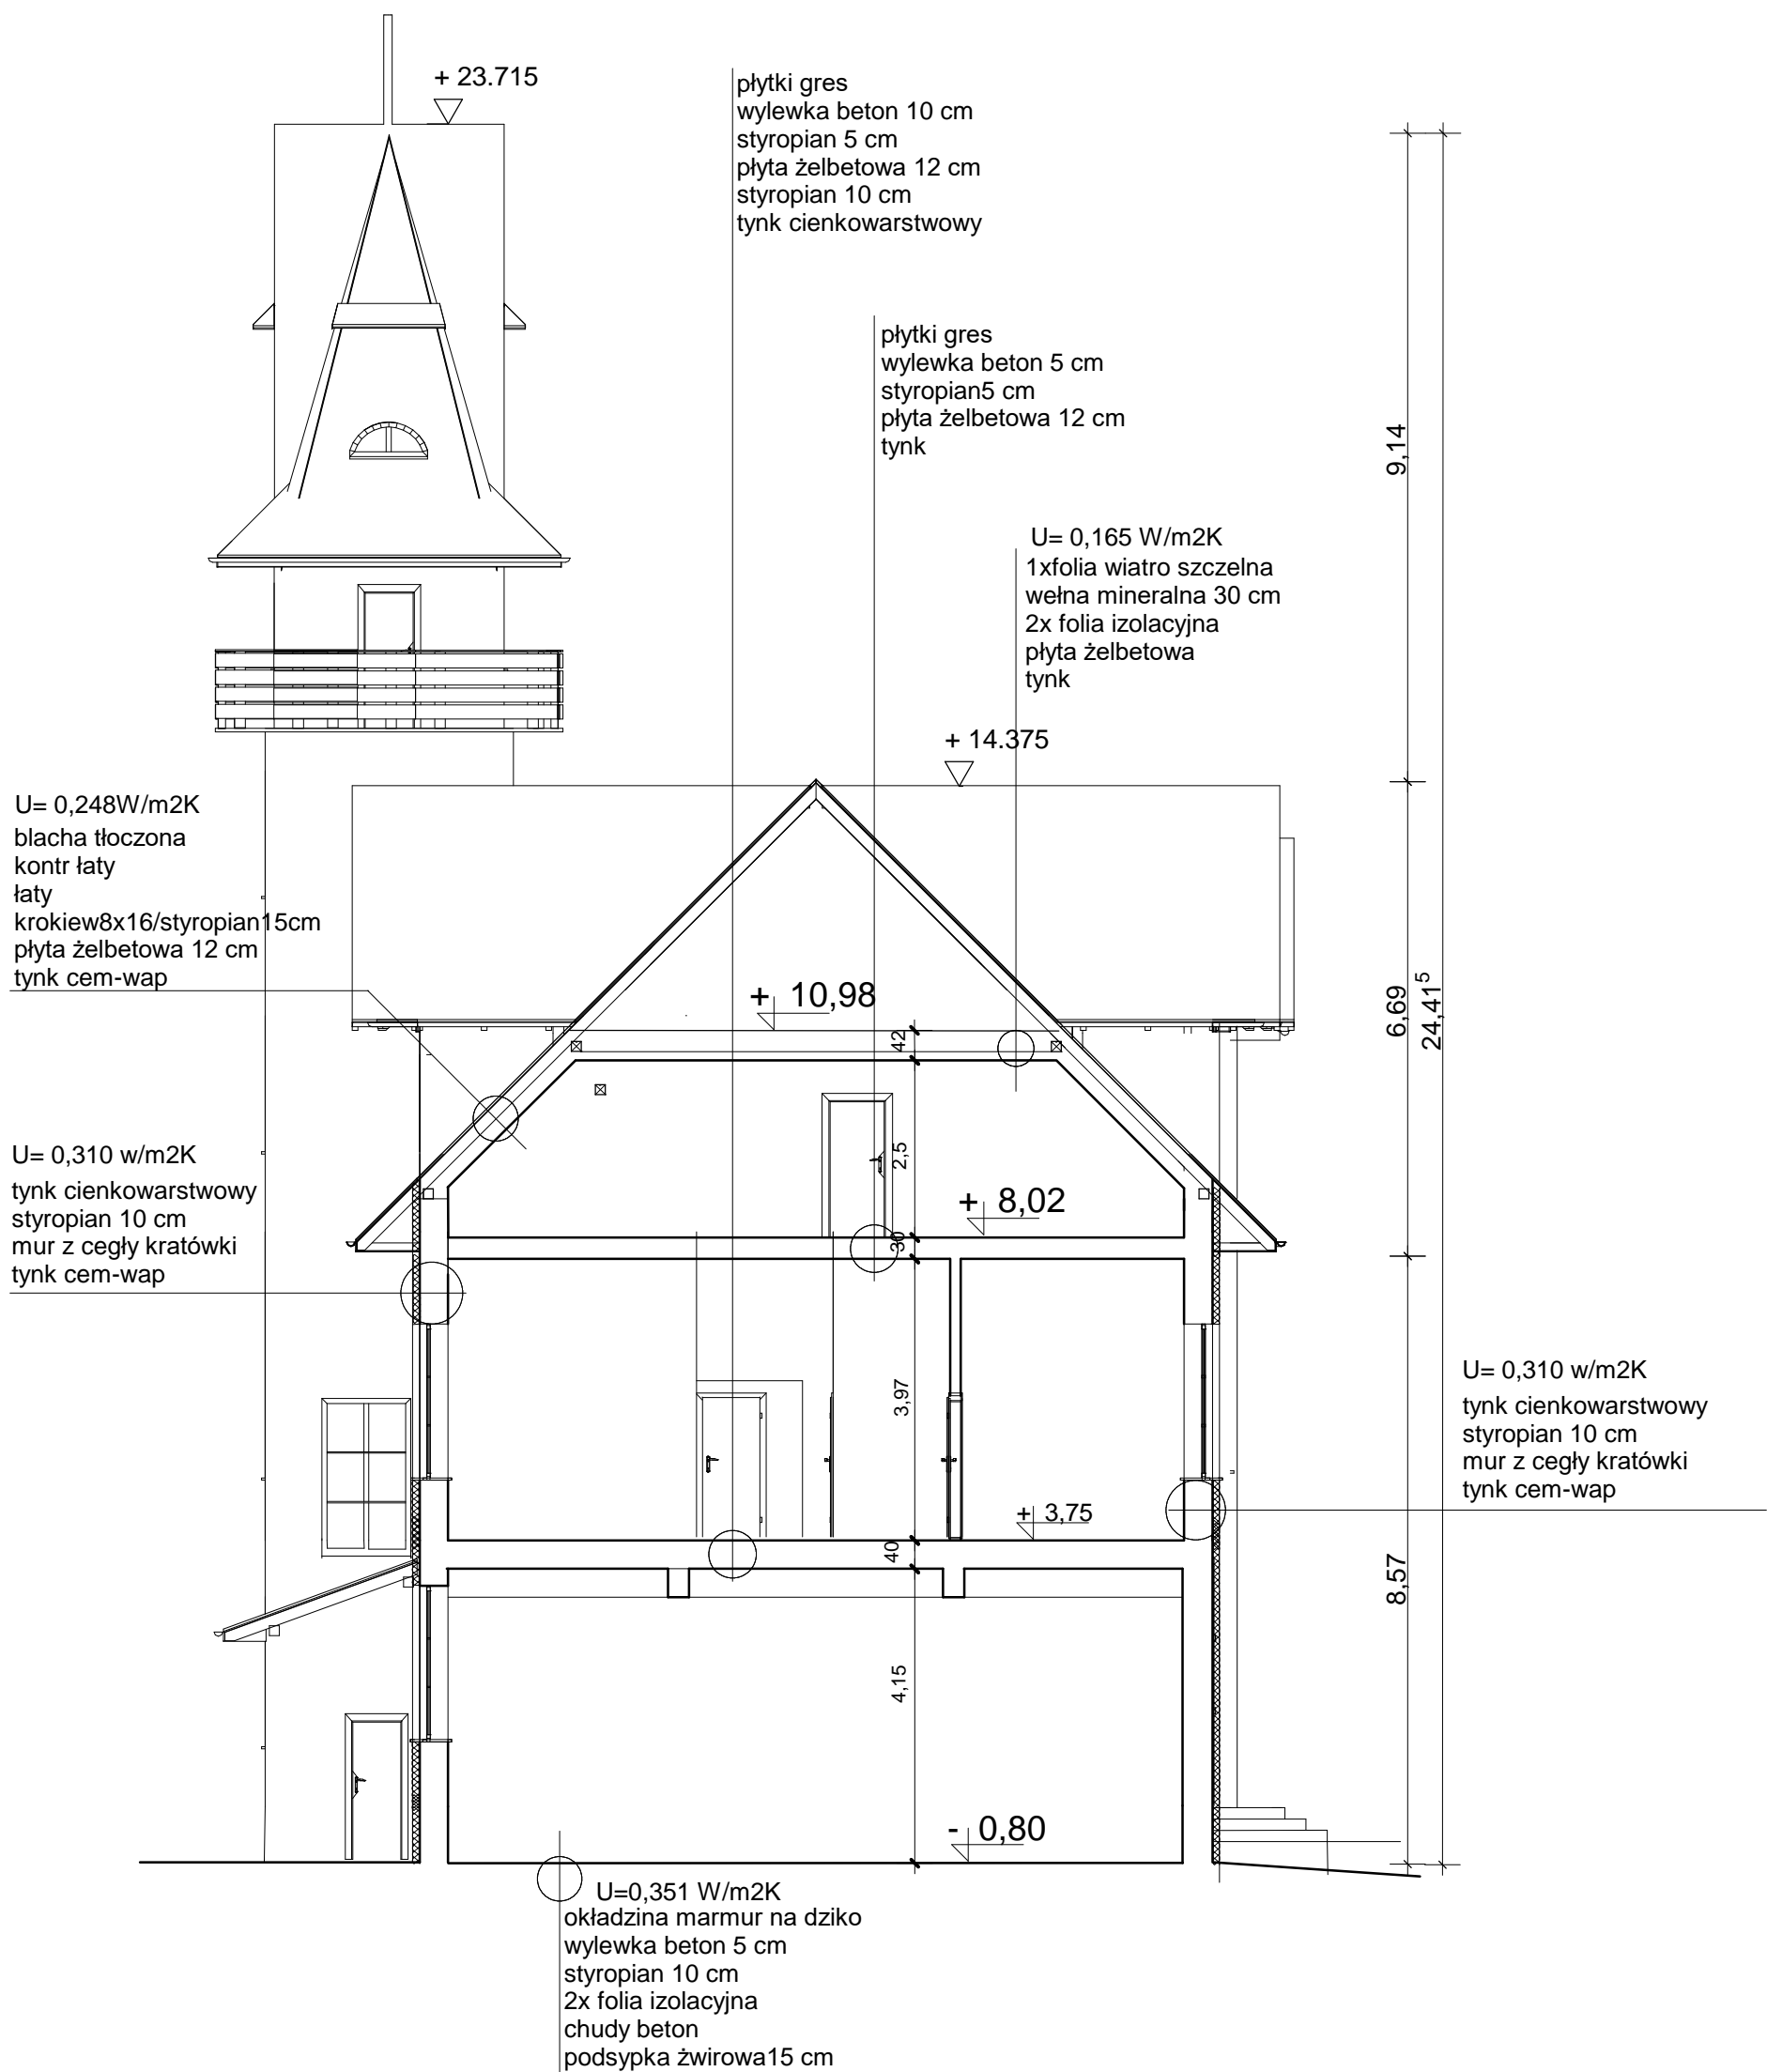 + 23.715
płytki gres
wylewka beton 10 cm
styropian 5 cm
płyta żelbetowa 12 cm
styropian 10 cm
tynk cienkowarstwowy
płytki gres
wylewka beton 5 cm
styropian5 cm
płyta żelbetowa 12 cm
tynk
9,14
U= 0,165 W/m2K
1xfolia wiatro szczelna
wełna mineralna 30 cm
2x folia izolacyjna
płyta żelbetowa
tynk
+ 14.375
U= 0,248W/m2K
blacha tłoczona
kontr łaty
łaty
krokiew8x16/styropian15cm
płyta żelbetowa 12 cm
tynk cem-wap
+ 10,98
6,69
24,41⁵
42
2,5
U= 0,310 w/m2K
tynk cienkowarstwowy
styropian 10 cm
mur z cegły kratówki
tynk cem-wap
+ 8,02
30
3,97
U= 0,310 w/m2K
tynk cienkowarstwowy
styropian 10 cm
mur z cegły kratówki
tynk cem-wap
+ 3,75
40
8,57
4,15
- 0,80
U=0,351 W/m2K
okładzina marmur na dziko
wylewka beton 5 cm
styropian 10 cm
2x folia izolacyjna
chudy beton
podsypka żwirowa15 cm